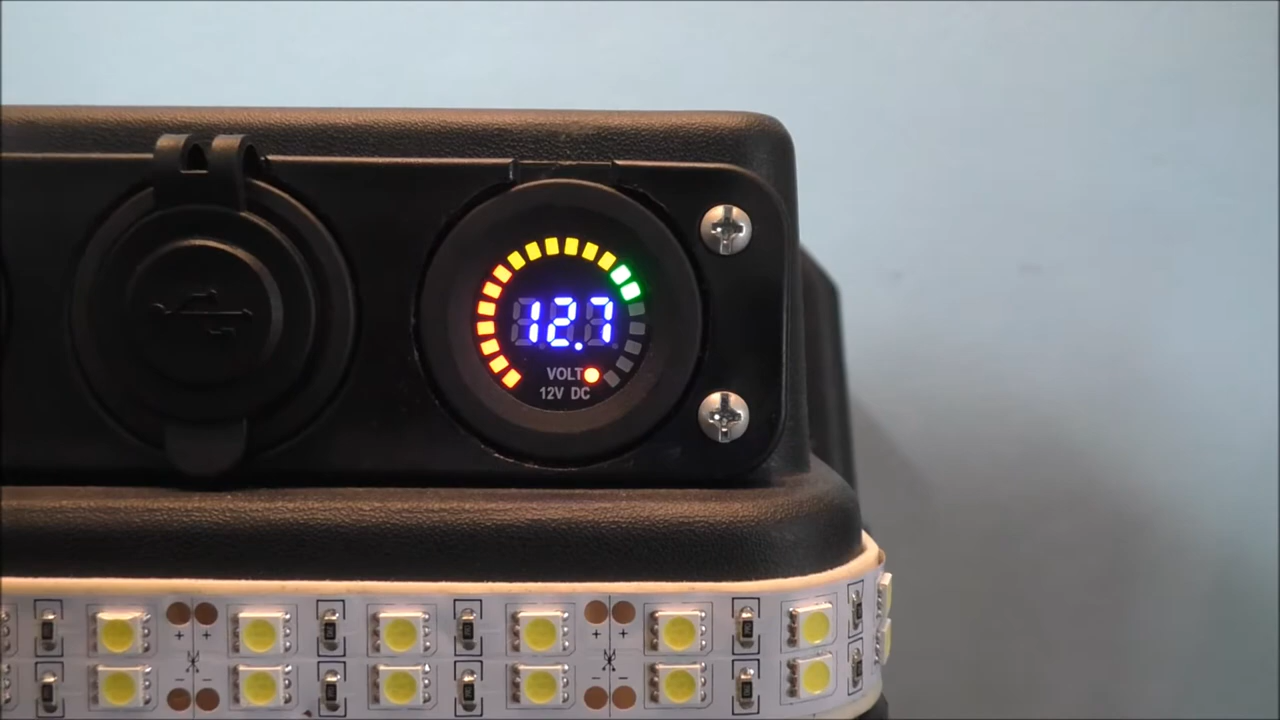 12.7
VOLT
12V DC
+ +
+ +
- -
- -